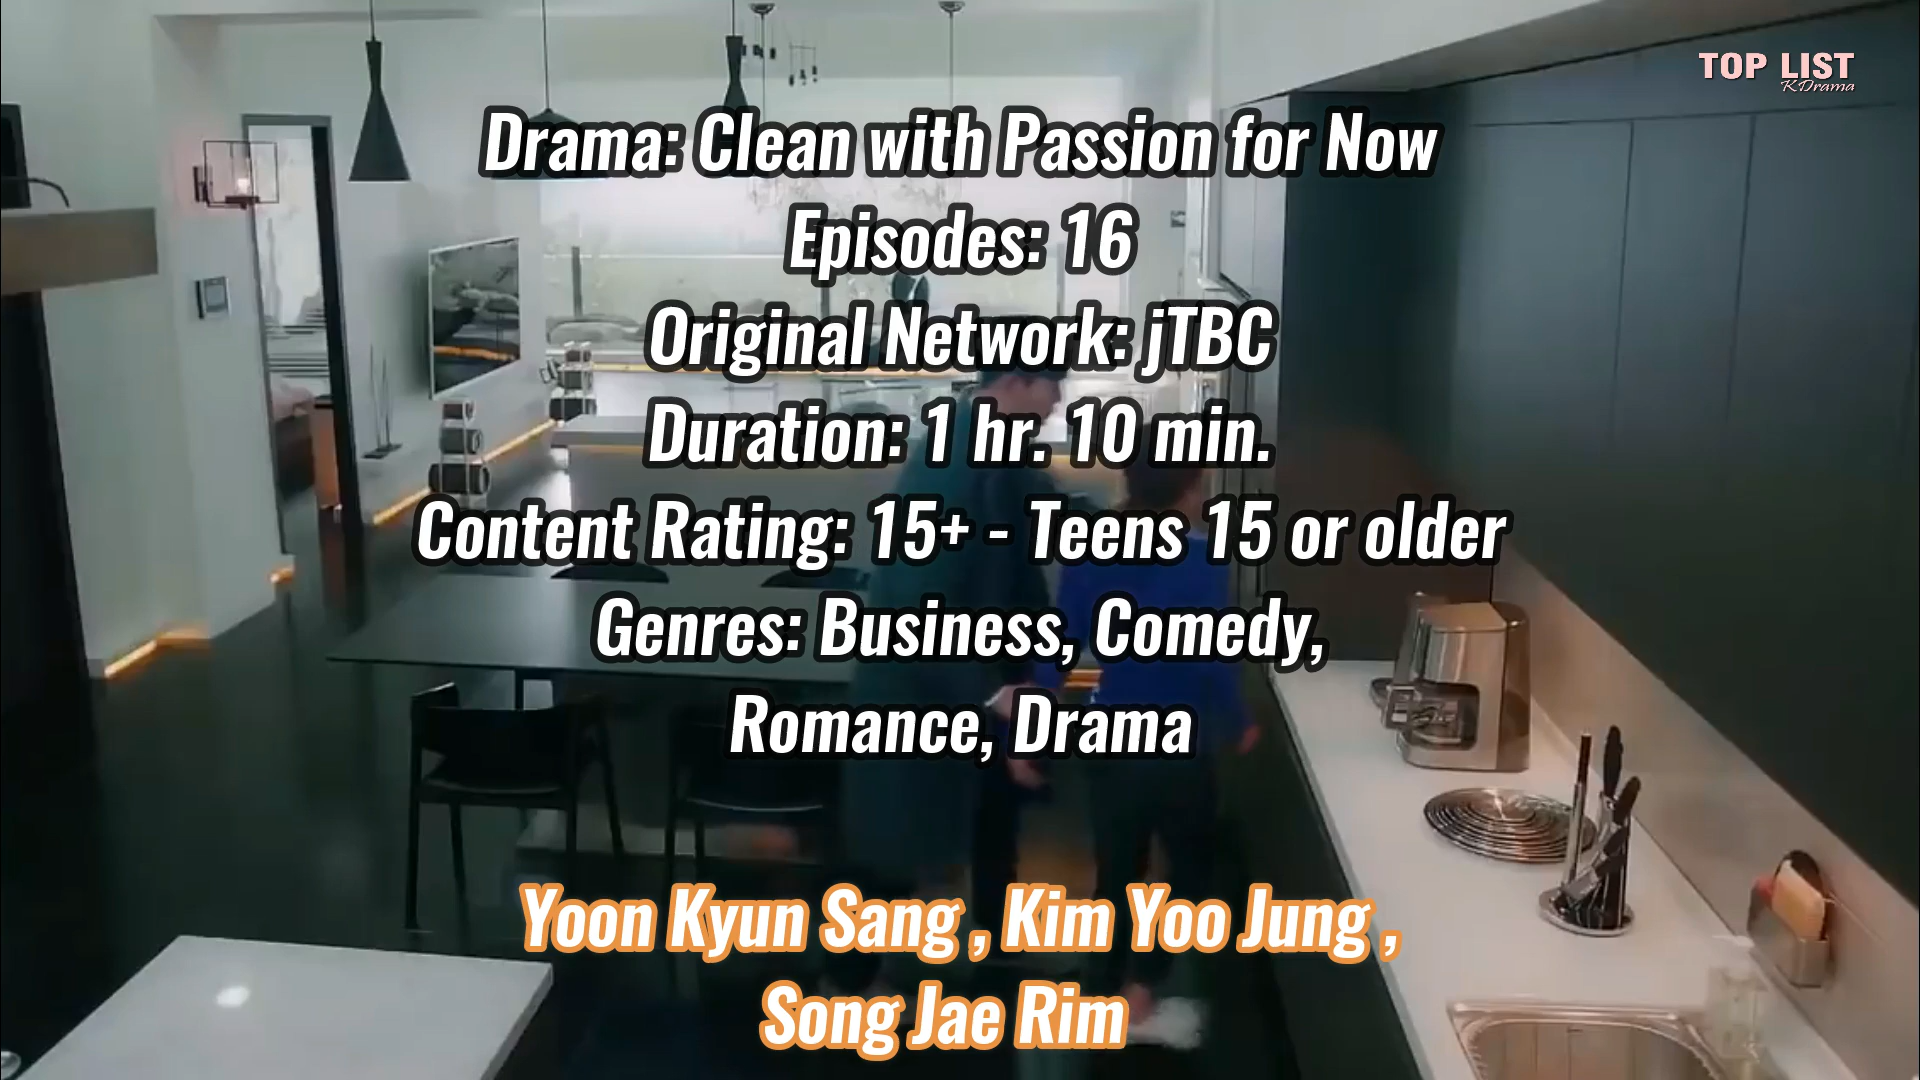 TOP LIST
KDrama
Drama: Clean with Passion for Now
Episodes: 16
Original Network: jTBC
Duration: 1 hr. 10 min.
Content Rating: 15+ - Teens 15 or older
Genres: Business, Comedy,
Romance, Drama
Yoon Kyun Sang , Kim Yoo Jung ,
Song Jae Rim